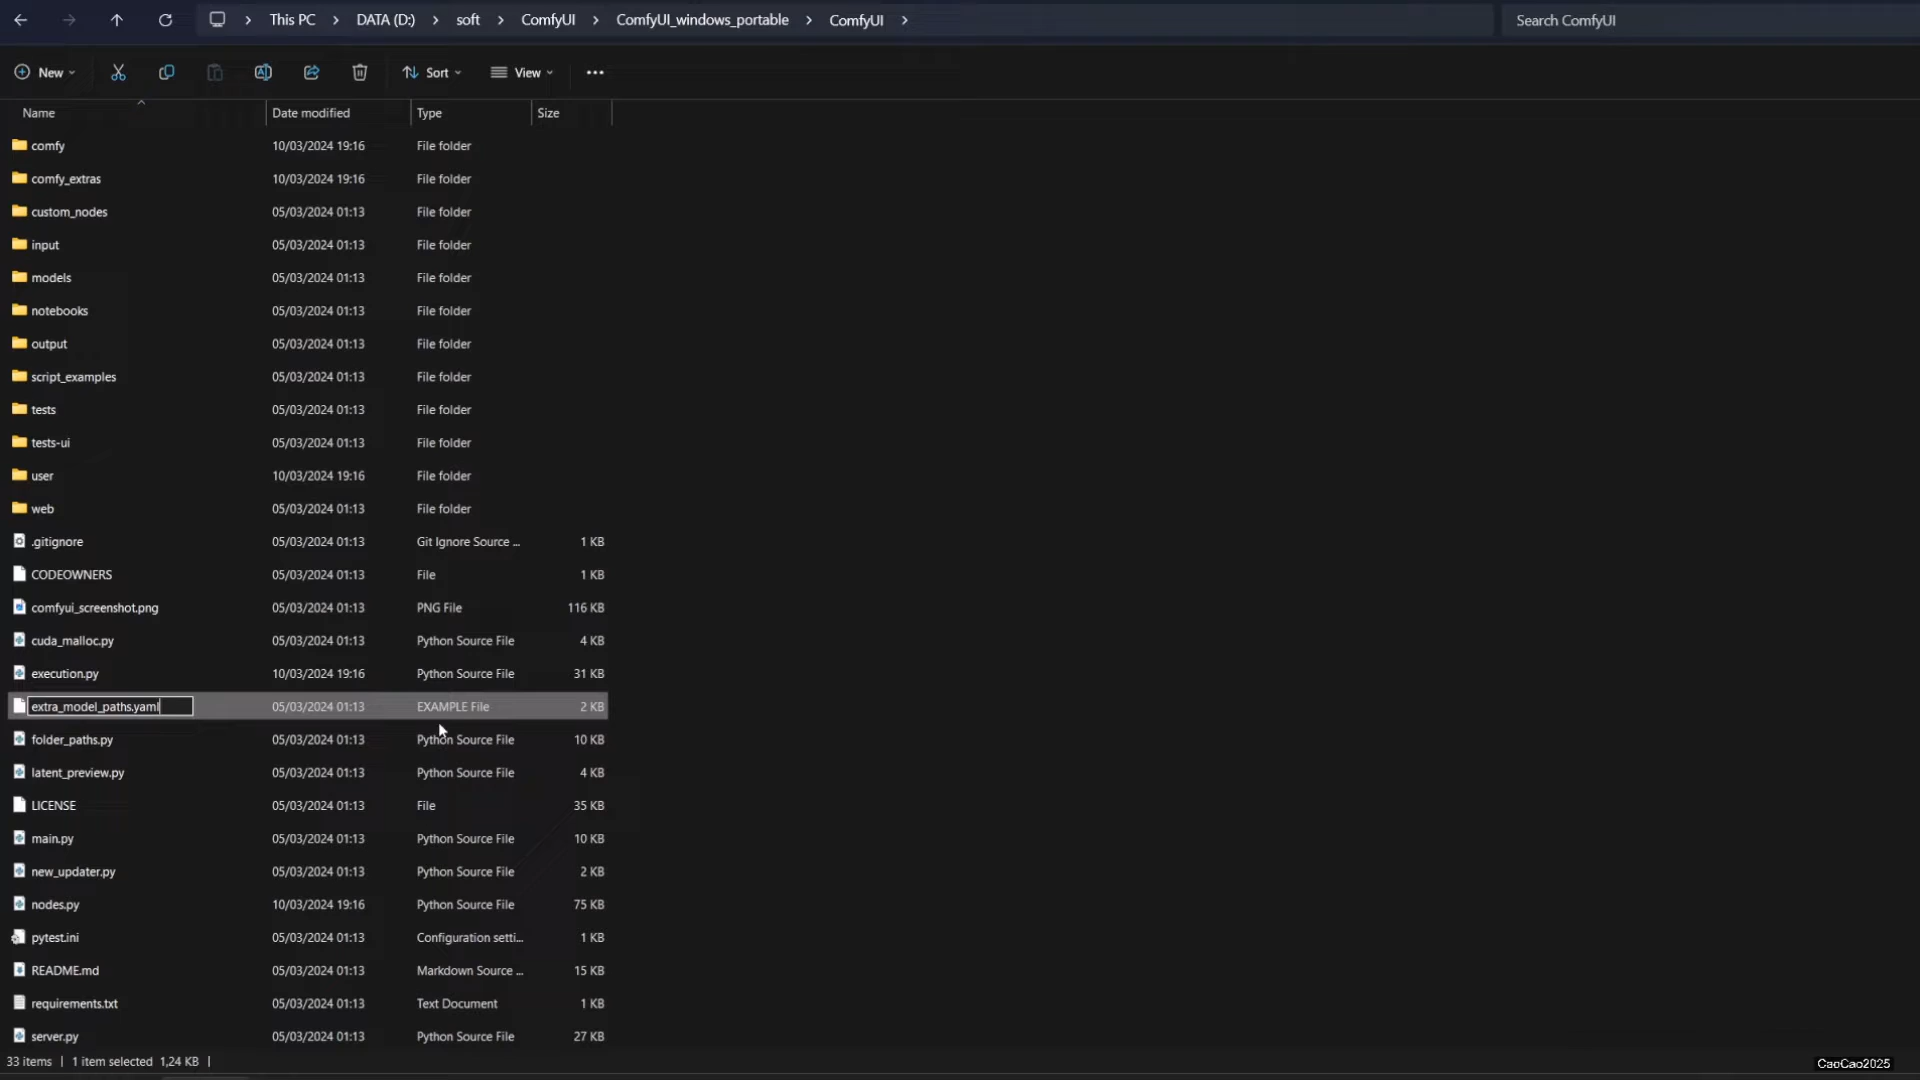 This PC > DATA (D:) > soft > ComfyUI > ComfyUI_windows_portable > ComfyUI >
Search ComfyUI
New Sort View ...
Name Date modified Type Size
comfy 10/03/2024 19:16 File folder
comfy_extras 10/03/2024 19:16 File folder
custom_nodes 05/03/2024 01:13 File folder
input 05/03/2024 01:13 File folder
models 05/03/2024 01:13 File folder
notebooks 05/03/2024 01:13 File folder
output 05/03/2024 01:13 File folder
script_examples 05/03/2024 01:13 File folder
tests 05/03/2024 01:13 File folder
tests-ui 05/03/2024 01:13 File folder
user 10/03/2024 19:16 File folder
web 05/03/2024 01:13 File folder
.gitignore 05/03/2024 01:13 Git Ignore Source ... 1 KB
CODEOWNERS 05/03/2024 01:13 File 1 KB
comfyui_screenshot.png 05/03/2024 01:13 PNG File 116 KB
cuda_malloc.py 05/03/2024 01:13 Python Source File 4 KB
execution.py 10/03/2024 19:16 Python Source File 31 KB
extra_model_paths.yaml 05/03/2024 01:13 EXAMPLE File 2 KB
folder_paths.py 05/03/2024 01:13 Python Source File 10 KB
latent_preview.py 05/03/2024 01:13 Python Source File 4 KB
LICENSE 05/03/2024 01:13 File 35 KB
main.py 05/03/2024 01:13 Python Source File 10 KB
new_updater.py 05/03/2024 01:13 Python Source File 2 KB
nodes.py 10/03/2024 19:16 Python Source File 75 KB
pytest.ini 05/03/2024 01:13 Configuration setti... 1 KB
README.md 05/03/2024 01:13 Markdown Source ... 15 KB
requirements.txt 05/03/2024 01:13 Text Document 1 KB
server.py 05/03/2024 01:13 Python Source File 27 KB
33 items | 1 item selected 1,24 KB |
CaoCao2025